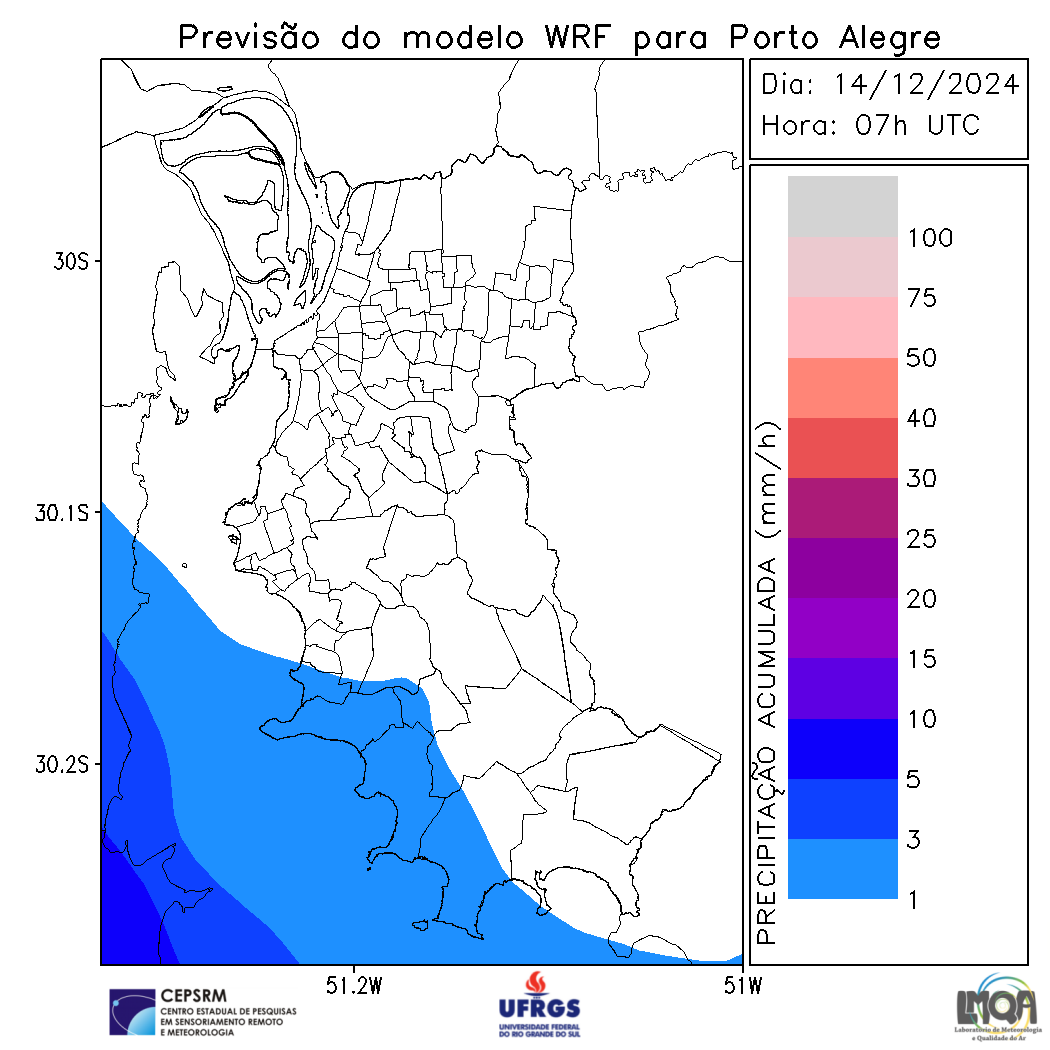 Previsão do modelo WRF para Porto Alegre
Dia: 14/12/2024
Hora: 07h UTC
30S
30.1S
30.2S
51.2W
51W
PRECIPITAÇÃO ACUMULADA (mm/h)
100
75
50
40
30
25
20
15
10
5
3
1
CEPSRM
CENTRO ESTADUAL DE PESQUISAS
EM SENSORIAMENTO REMOTO
E METEOROLOGIA
UFRGS
UNIVERSIDADE FEDERAL
DO RIO GRANDE DO SUL
LMQA
Laboratório de Meteorologia
e Qualidade do Ar